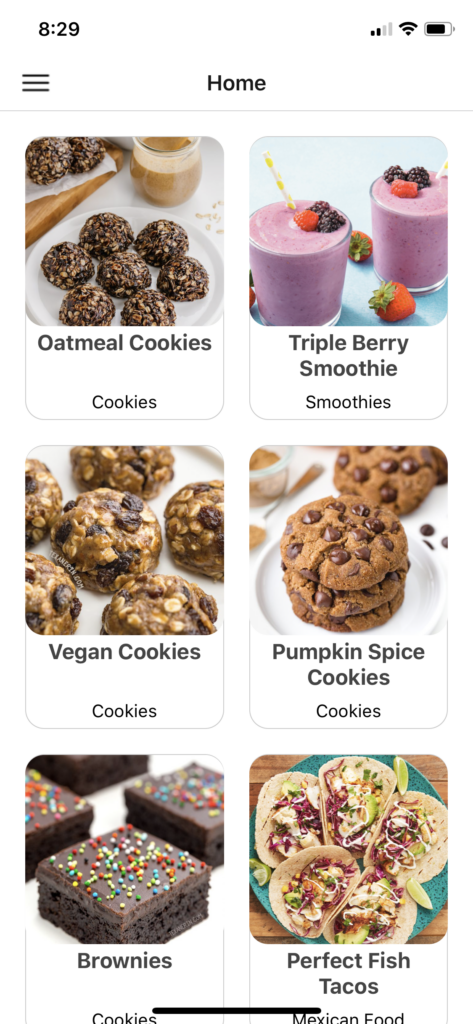 8:29
Home
Oatmeal Cookies
Cookies
Triple Berry
Smoothie
Smoothies
Vegan Cookies
Cookies
Pumpkin Spice
Cookies
Cookies
Brownies
Cookies
Perfect Fish
Tacos
Mexican Food